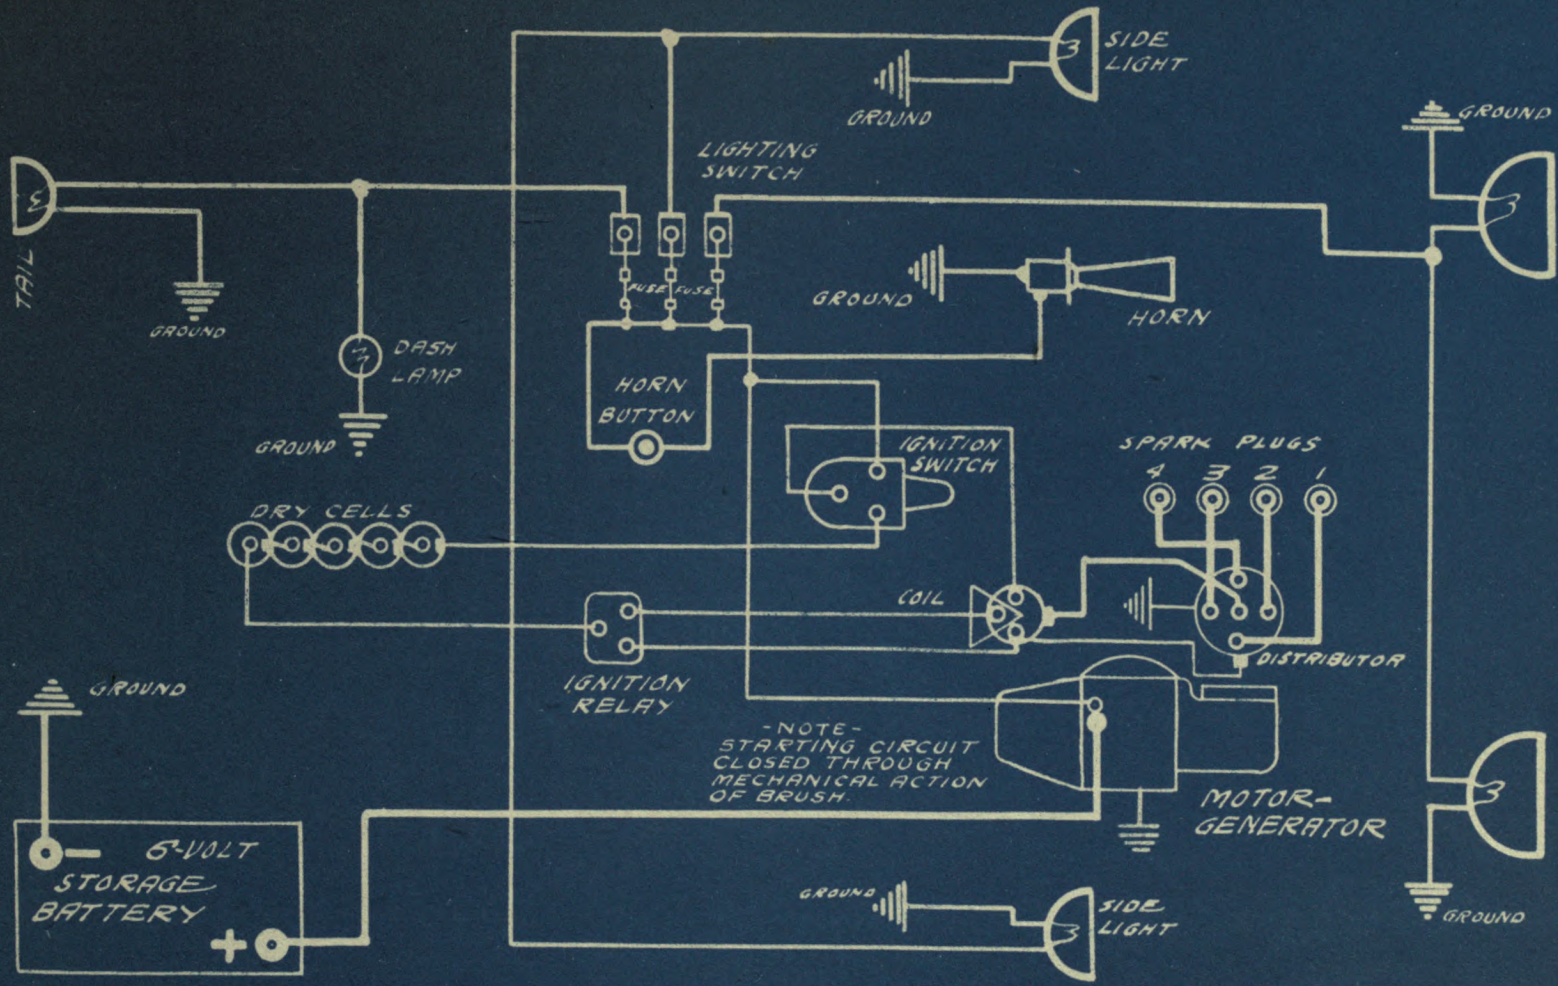 SIDE
LIGHT
GROUND
GROUND
LIGHTING
SWITCH
TAIL
GROUND
FUSE FUSE
GROUND
HORN
DASH
LAMP
HORN
BUTTON
GROUND
IGNITION
SWITCH
SPARK PLUGS
4 3 2 1
DRY CELLS
COIL
DISTRIBUTOR
IGNITION
RELAY
GROUND
-NOTE-
STARTING CIRCUIT
CLOSED THROUGH
MECHANICAL ACTION
OF BRUSH.
MOTOR-
GENERATOR
- 6-VOLT
STORAGE
BATTERY
+
GROUND
SIDE
LIGHT
GROUND